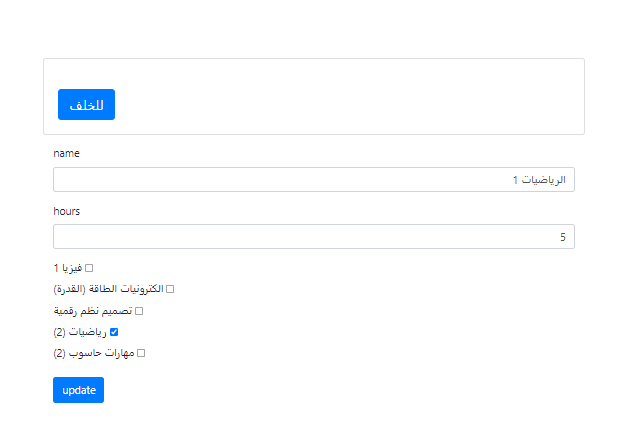 للخلف
name
الرياضيات 1
hours
5
فيزيا 1
الكترونيات الطاقة (القدرة)
تصميم نظم رقمية
رياضيات (2)
مهارات حاسوب (2)
update